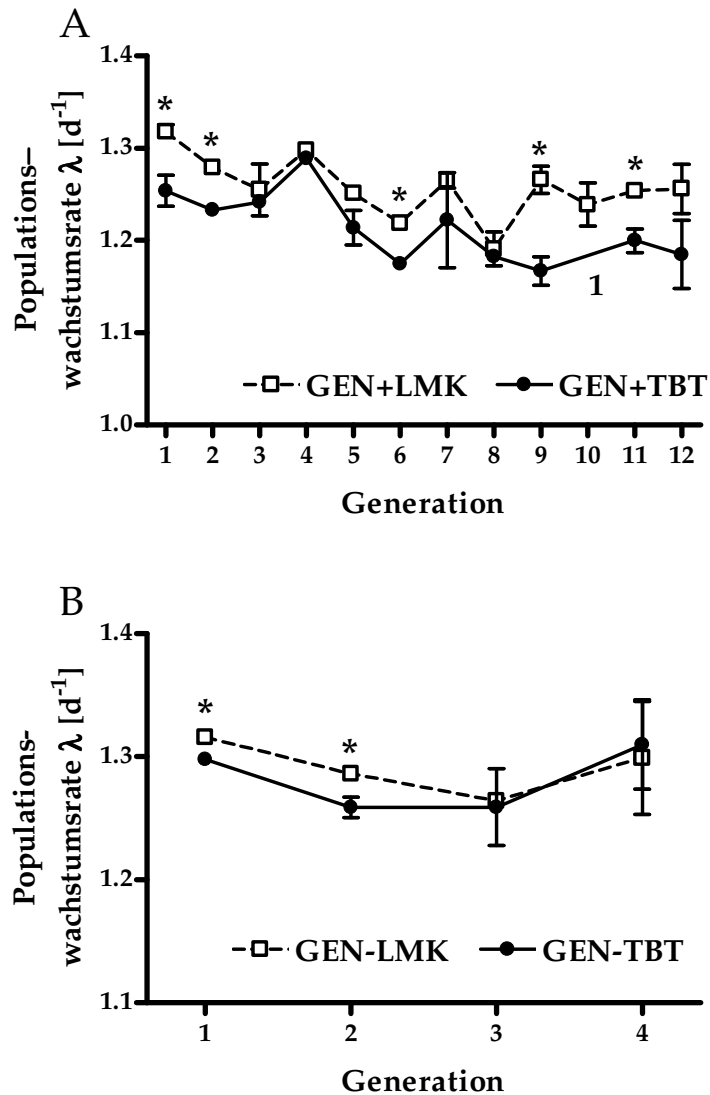 A
1.4
1.3
1.2
1.1
1.0
Populations–
wachstumsrate λ [d-1]
* * * * *
1
GEN+LMK GEN+TBT
1 2 3 4 5 6 7 8 9 10 11 12
Generation
B
1.4
1.3
1.2
1.1
Populations-
wachstumsrate λ [d-1]
* *
GEN-LMK GEN-TBT
1 2 3 4
Generation